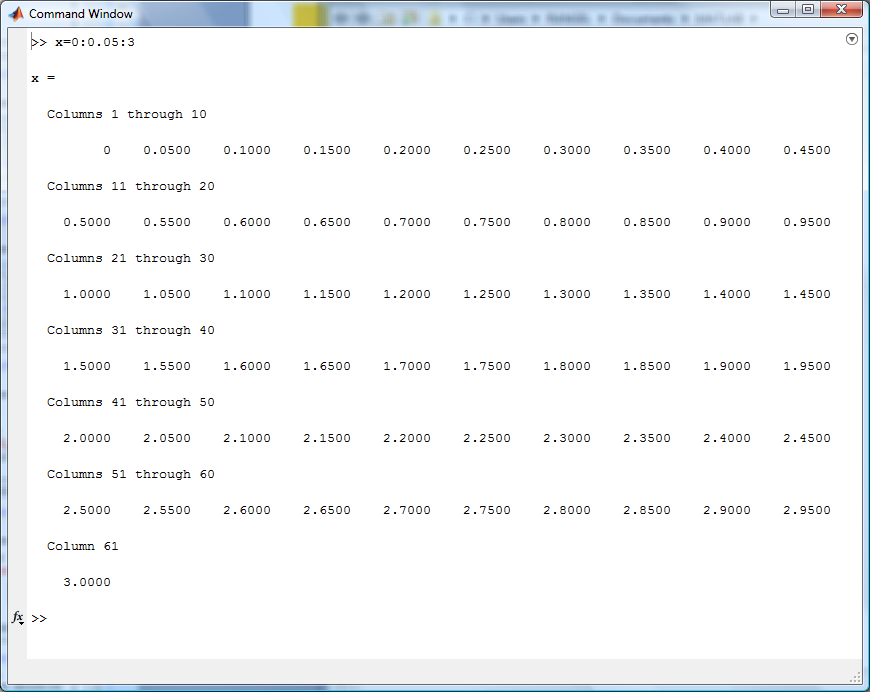 Command Window
>> x=0:0.05:3
x =
Columns 1 through 10
0 0.0500 0.1000 0.1500 0.2000 0.2500 0.3000 0.3500 0.4000 0.4500
Columns 11 through 20
0.5000 0.5500 0.6000 0.6500 0.7000 0.7500 0.8000 0.8500 0.9000 0.9500
Columns 21 through 30
1.0000 1.0500 1.1000 1.1500 1.2000 1.2500 1.3000 1.3500 1.4000 1.4500
Columns 31 through 40
1.5000 1.5500 1.6000 1.6500 1.7000 1.7500 1.8000 1.8500 1.9000 1.9500
Columns 41 through 50
2.0000 2.0500 2.1000 2.1500 2.2000 2.2500 2.3000 2.3500 2.4000 2.4500
Columns 51 through 60
2.5000 2.5500 2.6000 2.6500 2.7000 2.7500 2.8000 2.8500 2.9000 2.9500
Column 61
3.0000
fx >>